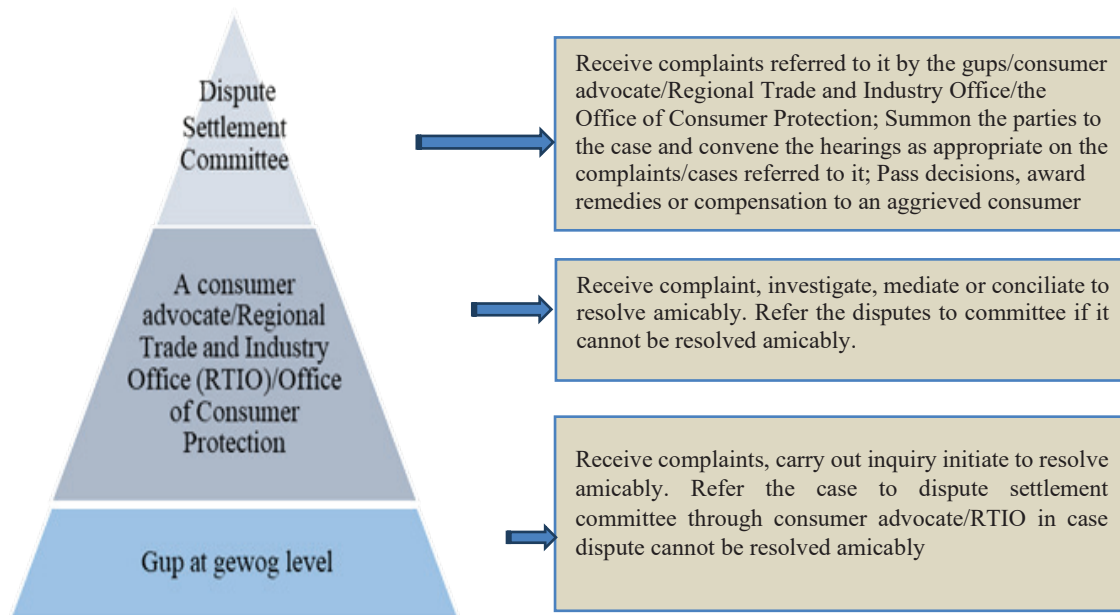 Dispute
Settlement
Committee
Receive complaints referred to it by the gups/consumer
advocate/Regional Trade and Industry Office/the
Office of Consumer Protection; Summon the parties to
the case and convene the hearings as appropriate on the
complaints/cases referred to it; Pass decisions, award
remedies or compensation to an aggrieved consumer
A consumer
advocate/Regional
Trade and Industry
Office (RTIO)/Office
of Consumer
Protection
Receive complaint, investigate, mediate or conciliate to
resolve amicably. Refer the disputes to committee if it
cannot be resolved amicably.
Gup at gewog level
Receive complaints, carry out inquiry initiate to resolve
amicably. Refer the case to dispute settlement
committee through consumer advocate/RTIO in case
dispute cannot be resolved amicably